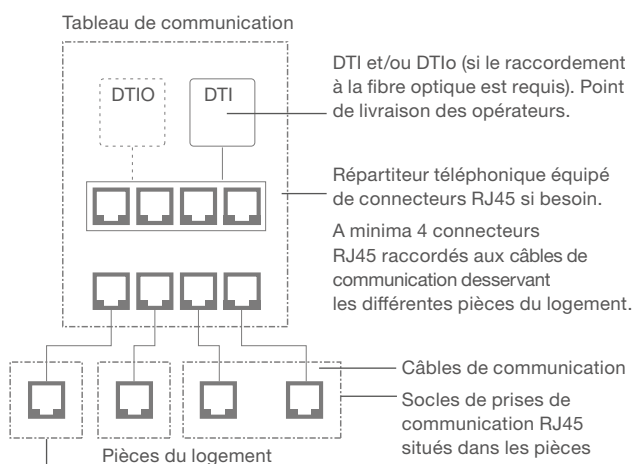 Tableau de communication
DTIO
DTI
DTI et/ou DTIo (si le raccordement
à la fibre optique est requis). Point
de livraison des opérateurs.
Répartiteur téléphonique équipé
de connecteurs RJ45 si besoin.
A minima 4 connecteurs
RJ45 raccordés aux câbles de
communication desservant
les différentes pièces du logement.
Câbles de communication
Socles de prises de
communication RJ45
situés dans les pièces
Pièces du logement